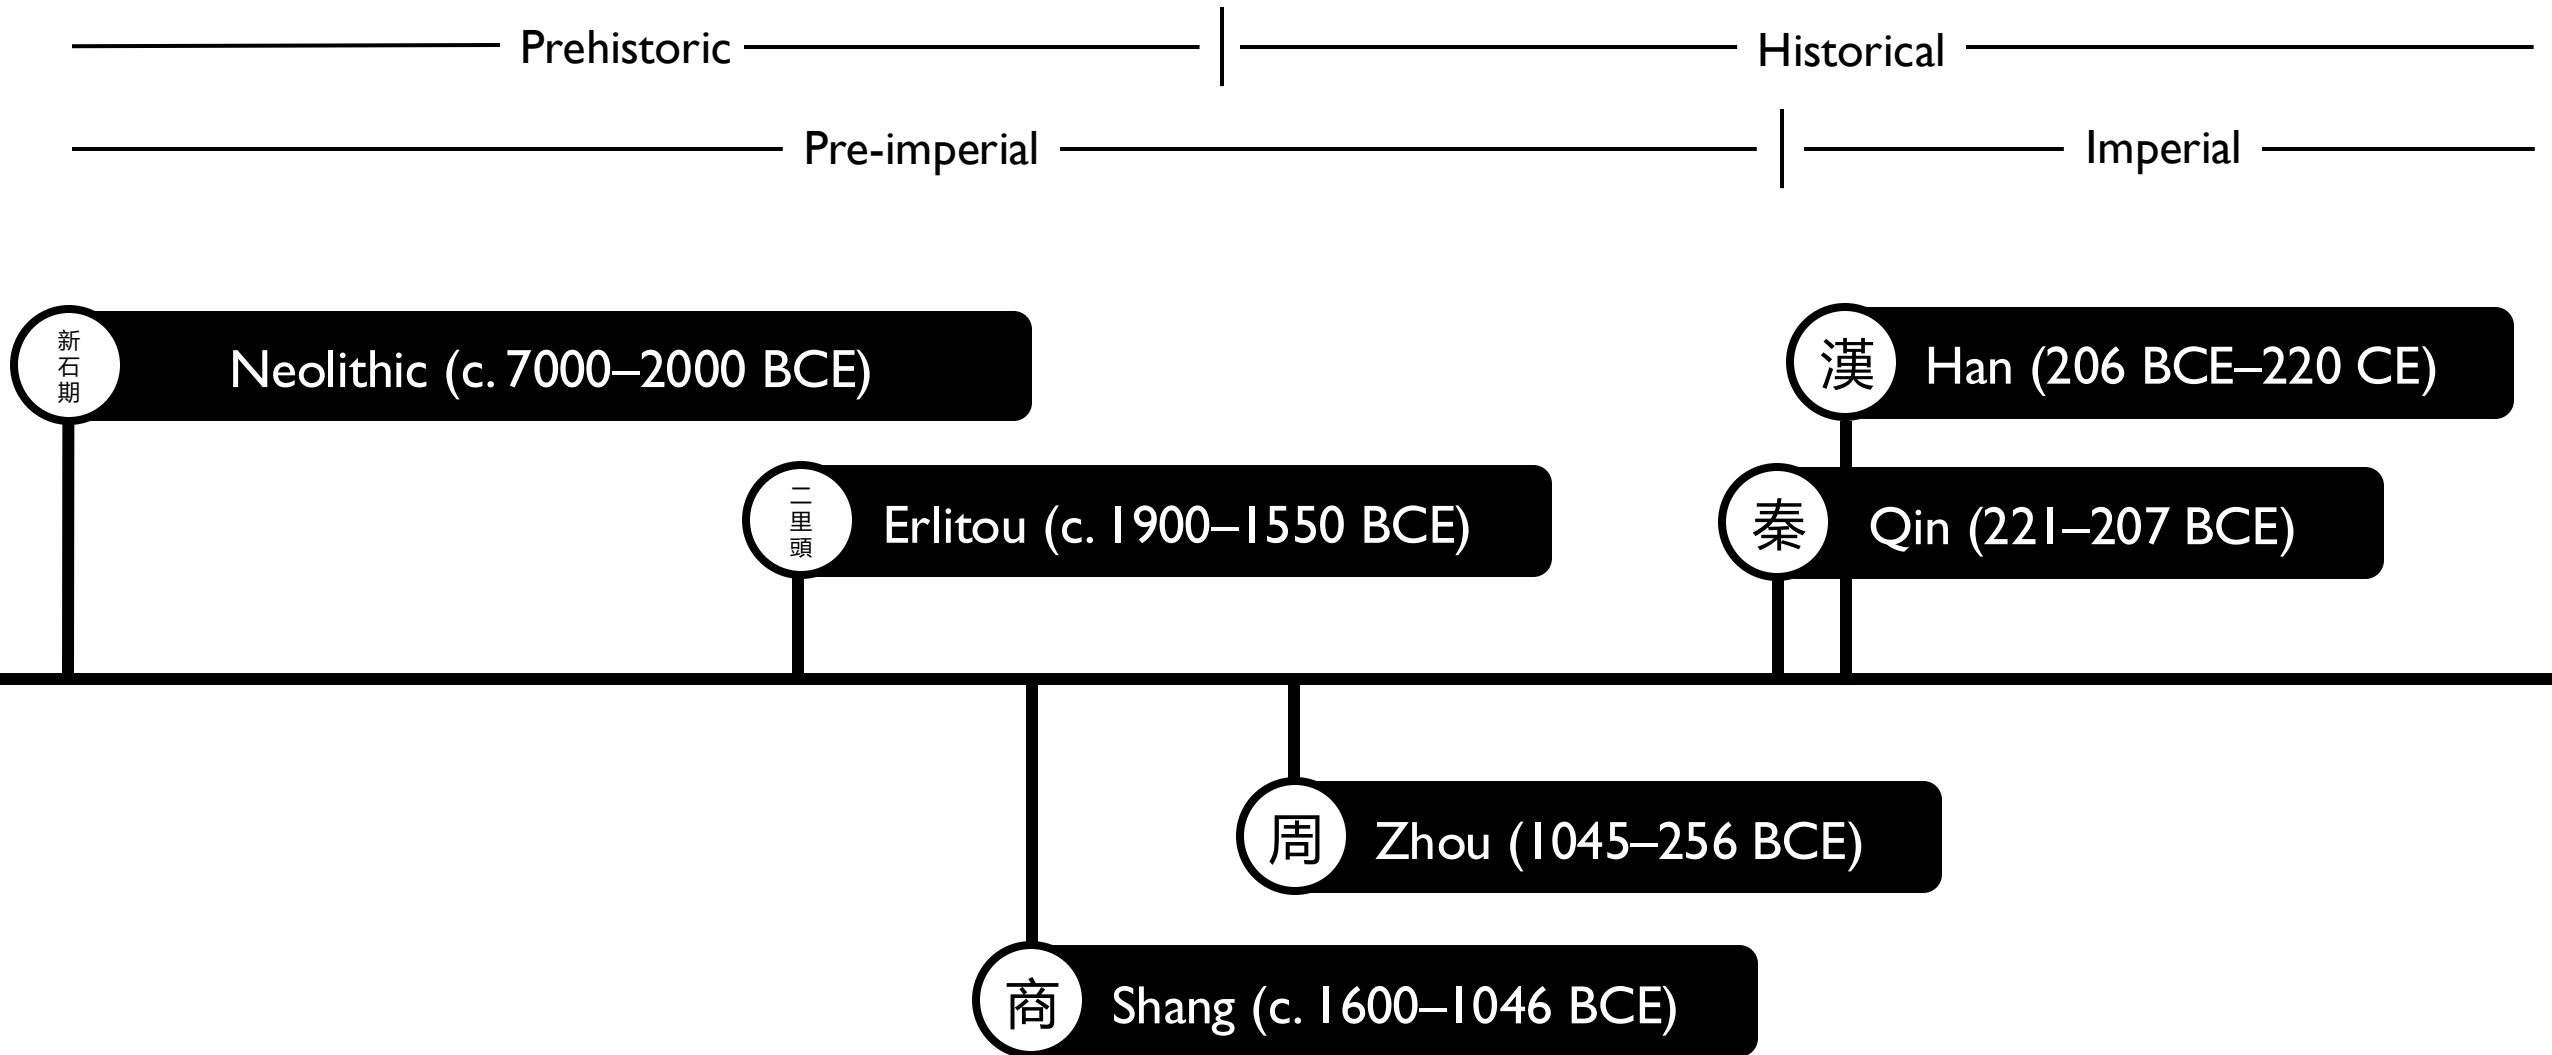 Prehistoric
Historical
Pre-imperial
Imperial
新
石
期
Neolithic (c. 7000–2000 BCE)
漢
Han (206 BCE–220 CE)
二
里
頭
Erlitou (c. 1900–1550 BCE)
秦
Qin (221–207 BCE)
周
Zhou (1045–256 BCE)
商
Shang (c. 1600–1046 BCE)